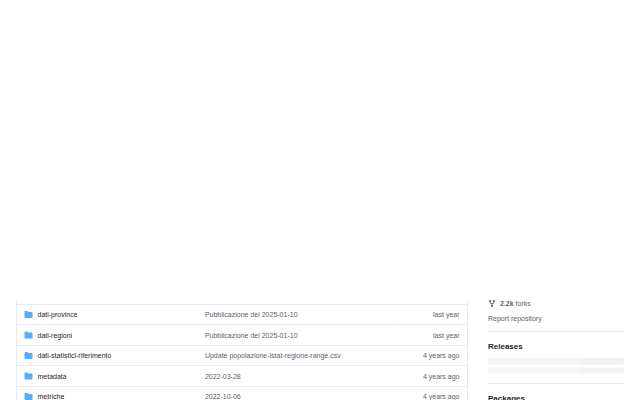 2.2k forks
dati-province Pubblicazione del 2025-01-10 last year
Report repository
dati-regioni Pubblicazione del 2025-01-10 last year
Releases
dati-statistici-riferimento Update popolazione-istat-regione-range.csv 4 years ago
metadata 2022-03-28 4 years ago
metriche 2022-10-06 4 years ago
Packages